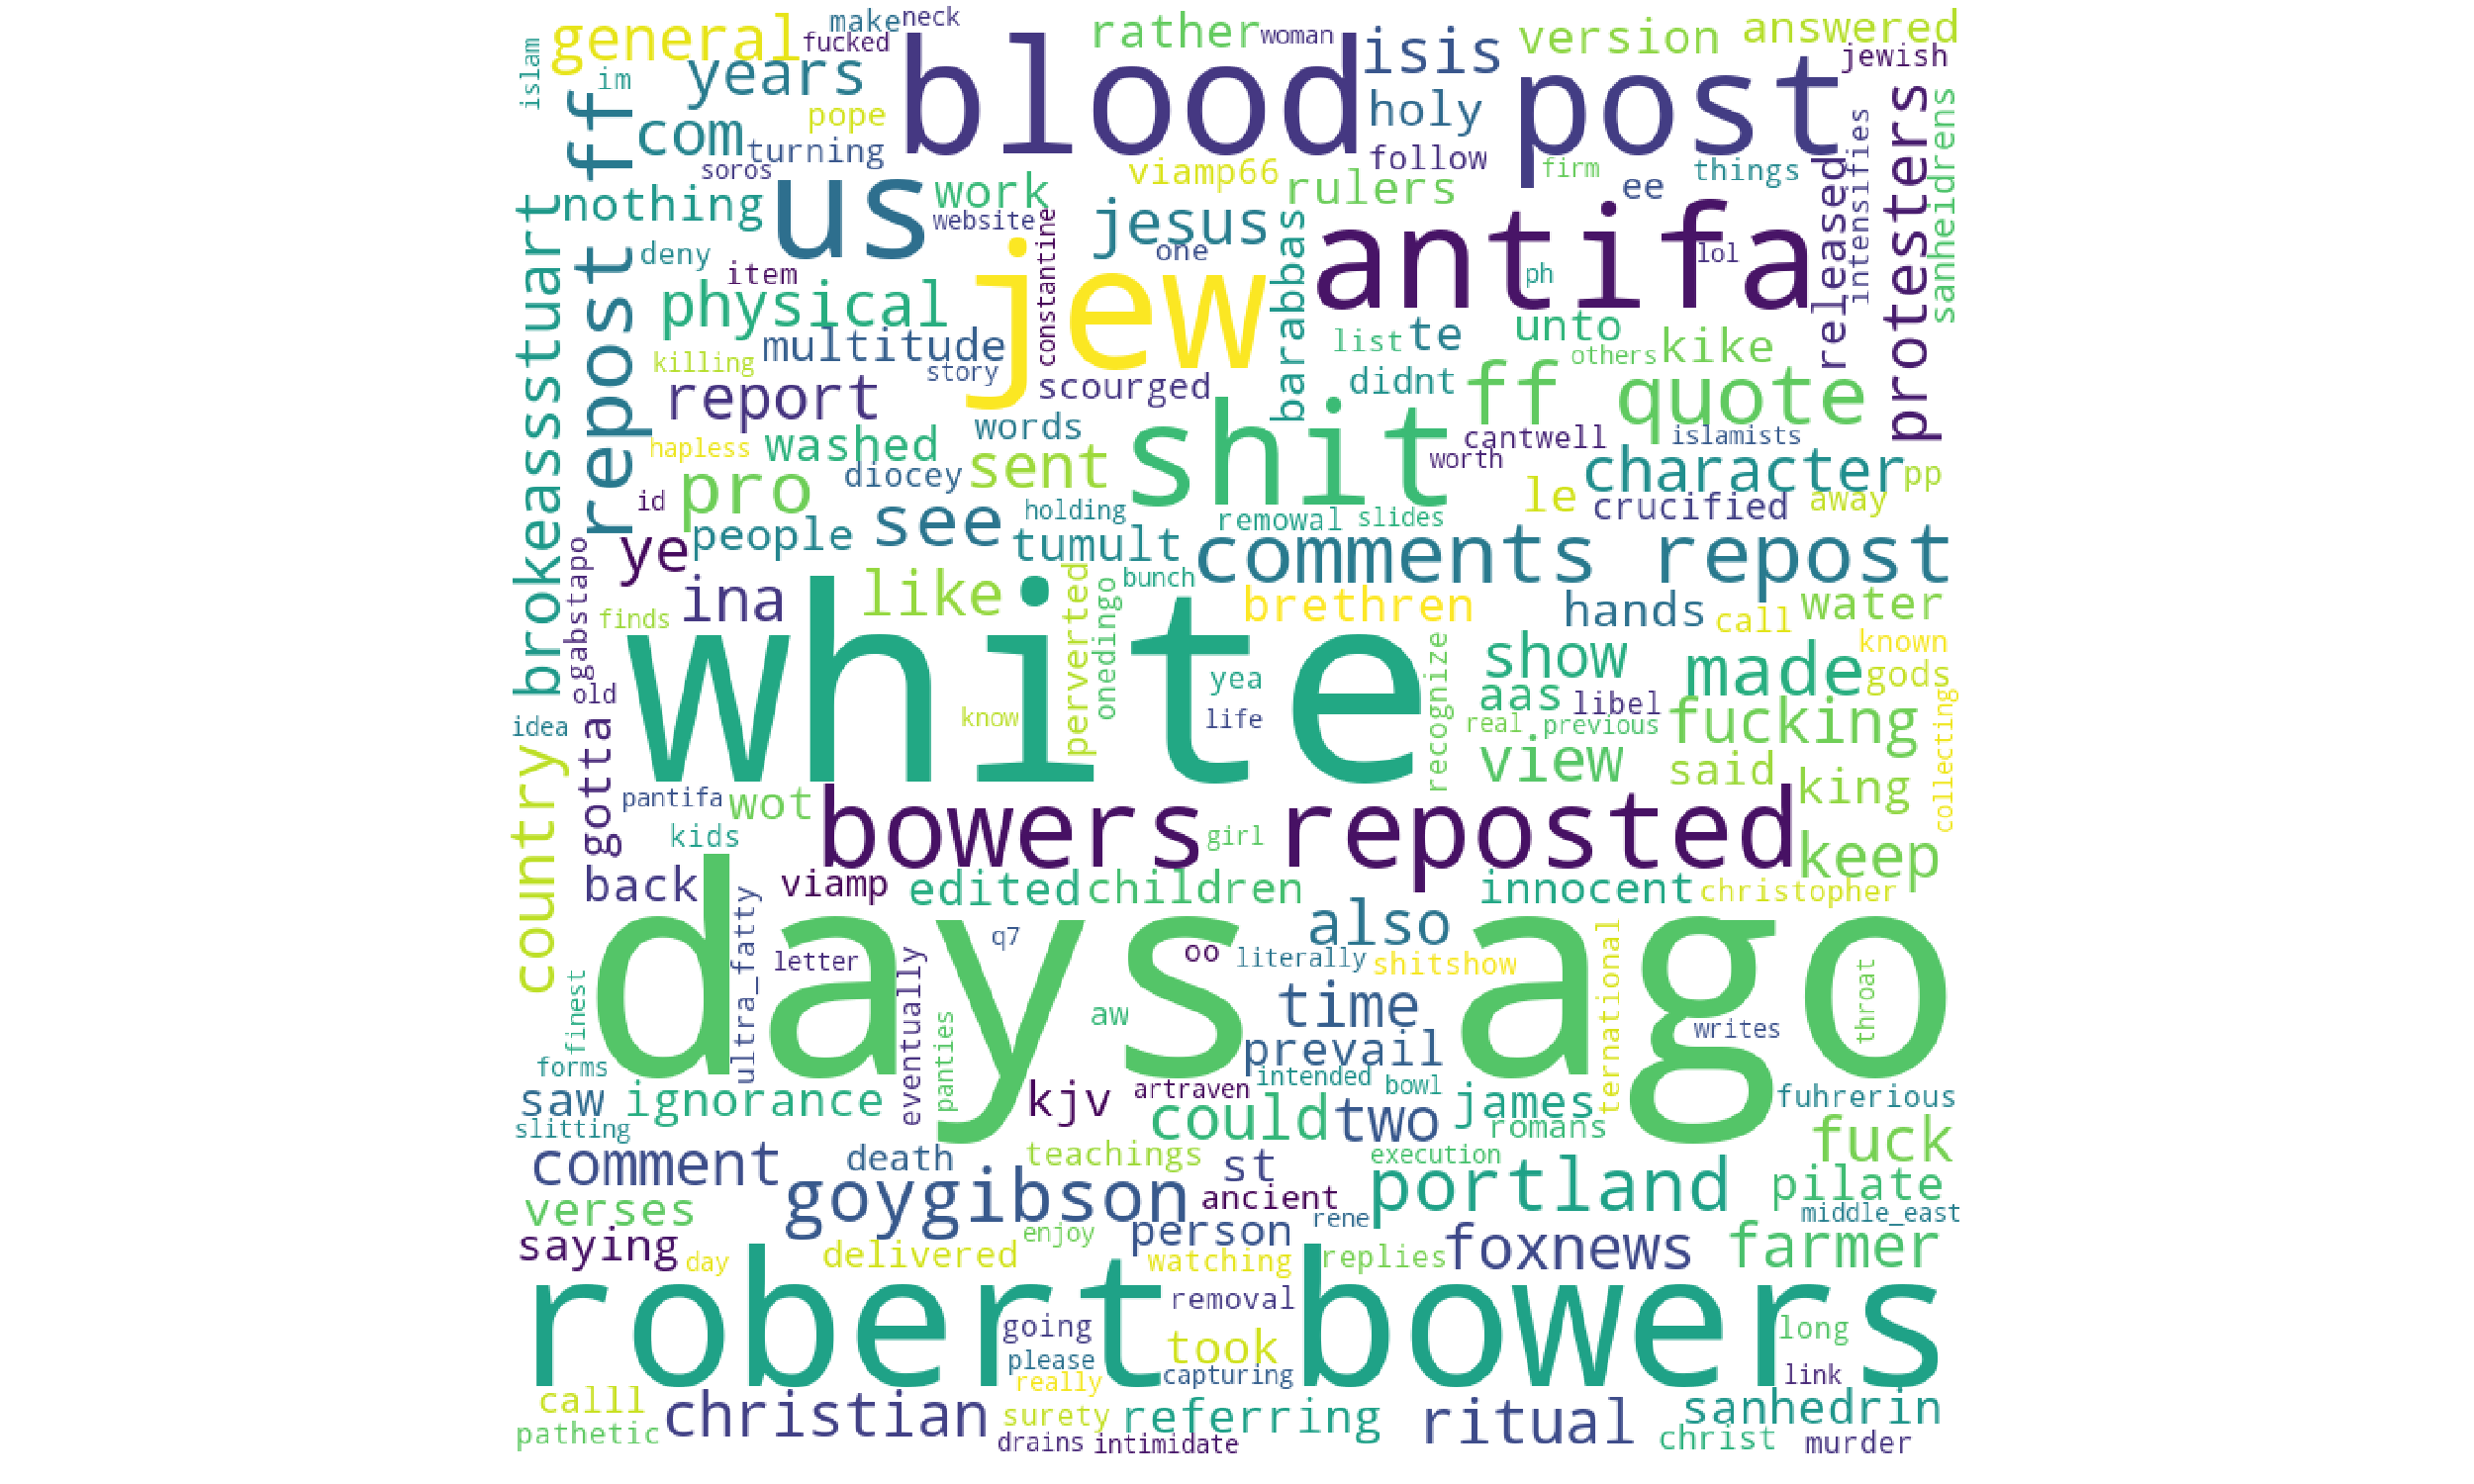 make neck
general fucked rather woman isis version answered
islam im years blood post jewish
ff pope holy protesters
com turning follow released intensifies sanheidrens
soros viamp66 firm things
nothing us work rulers ee
brokeassstuart website jesus antifa
repost deny constantine one barabbas lol
item jew ph
physical unto
multitude list te others kike
killing story didnt
report scourged ff quote
words shit
hapless washed cantwell islamists
diocey sent worth character pp
id pro le crucified away
see holding removal slides
ye people tumult comments repost
gabstapo ina like perverted onedingo bunch brethren hands water
finds white call
show known
yea recognize aas made gods
old life libel
idea know real previous fucking collecting
country gotta view said
pantifa wot king
kids bowers reposted girl keep
back viamp edited children innocent christopher
days ago
ultra_fatty q7 also
letter eventually oo literally shitshow ternational throat
finest panties aw time writes
forms prevail
saw ignorance kjv artraven intended bowl james fuhrerious
slitting could two romans fuck
comment death teachings st execution
goygibson ancient portland pilate
verses rene middle_east
saying day delivered enjoy person watching replies foxnews farmer
robert bowers
removal
going took long
please capturing link
calll really
pathetic christian surety referring ritual sanhedrin
drains intimidate christ murder